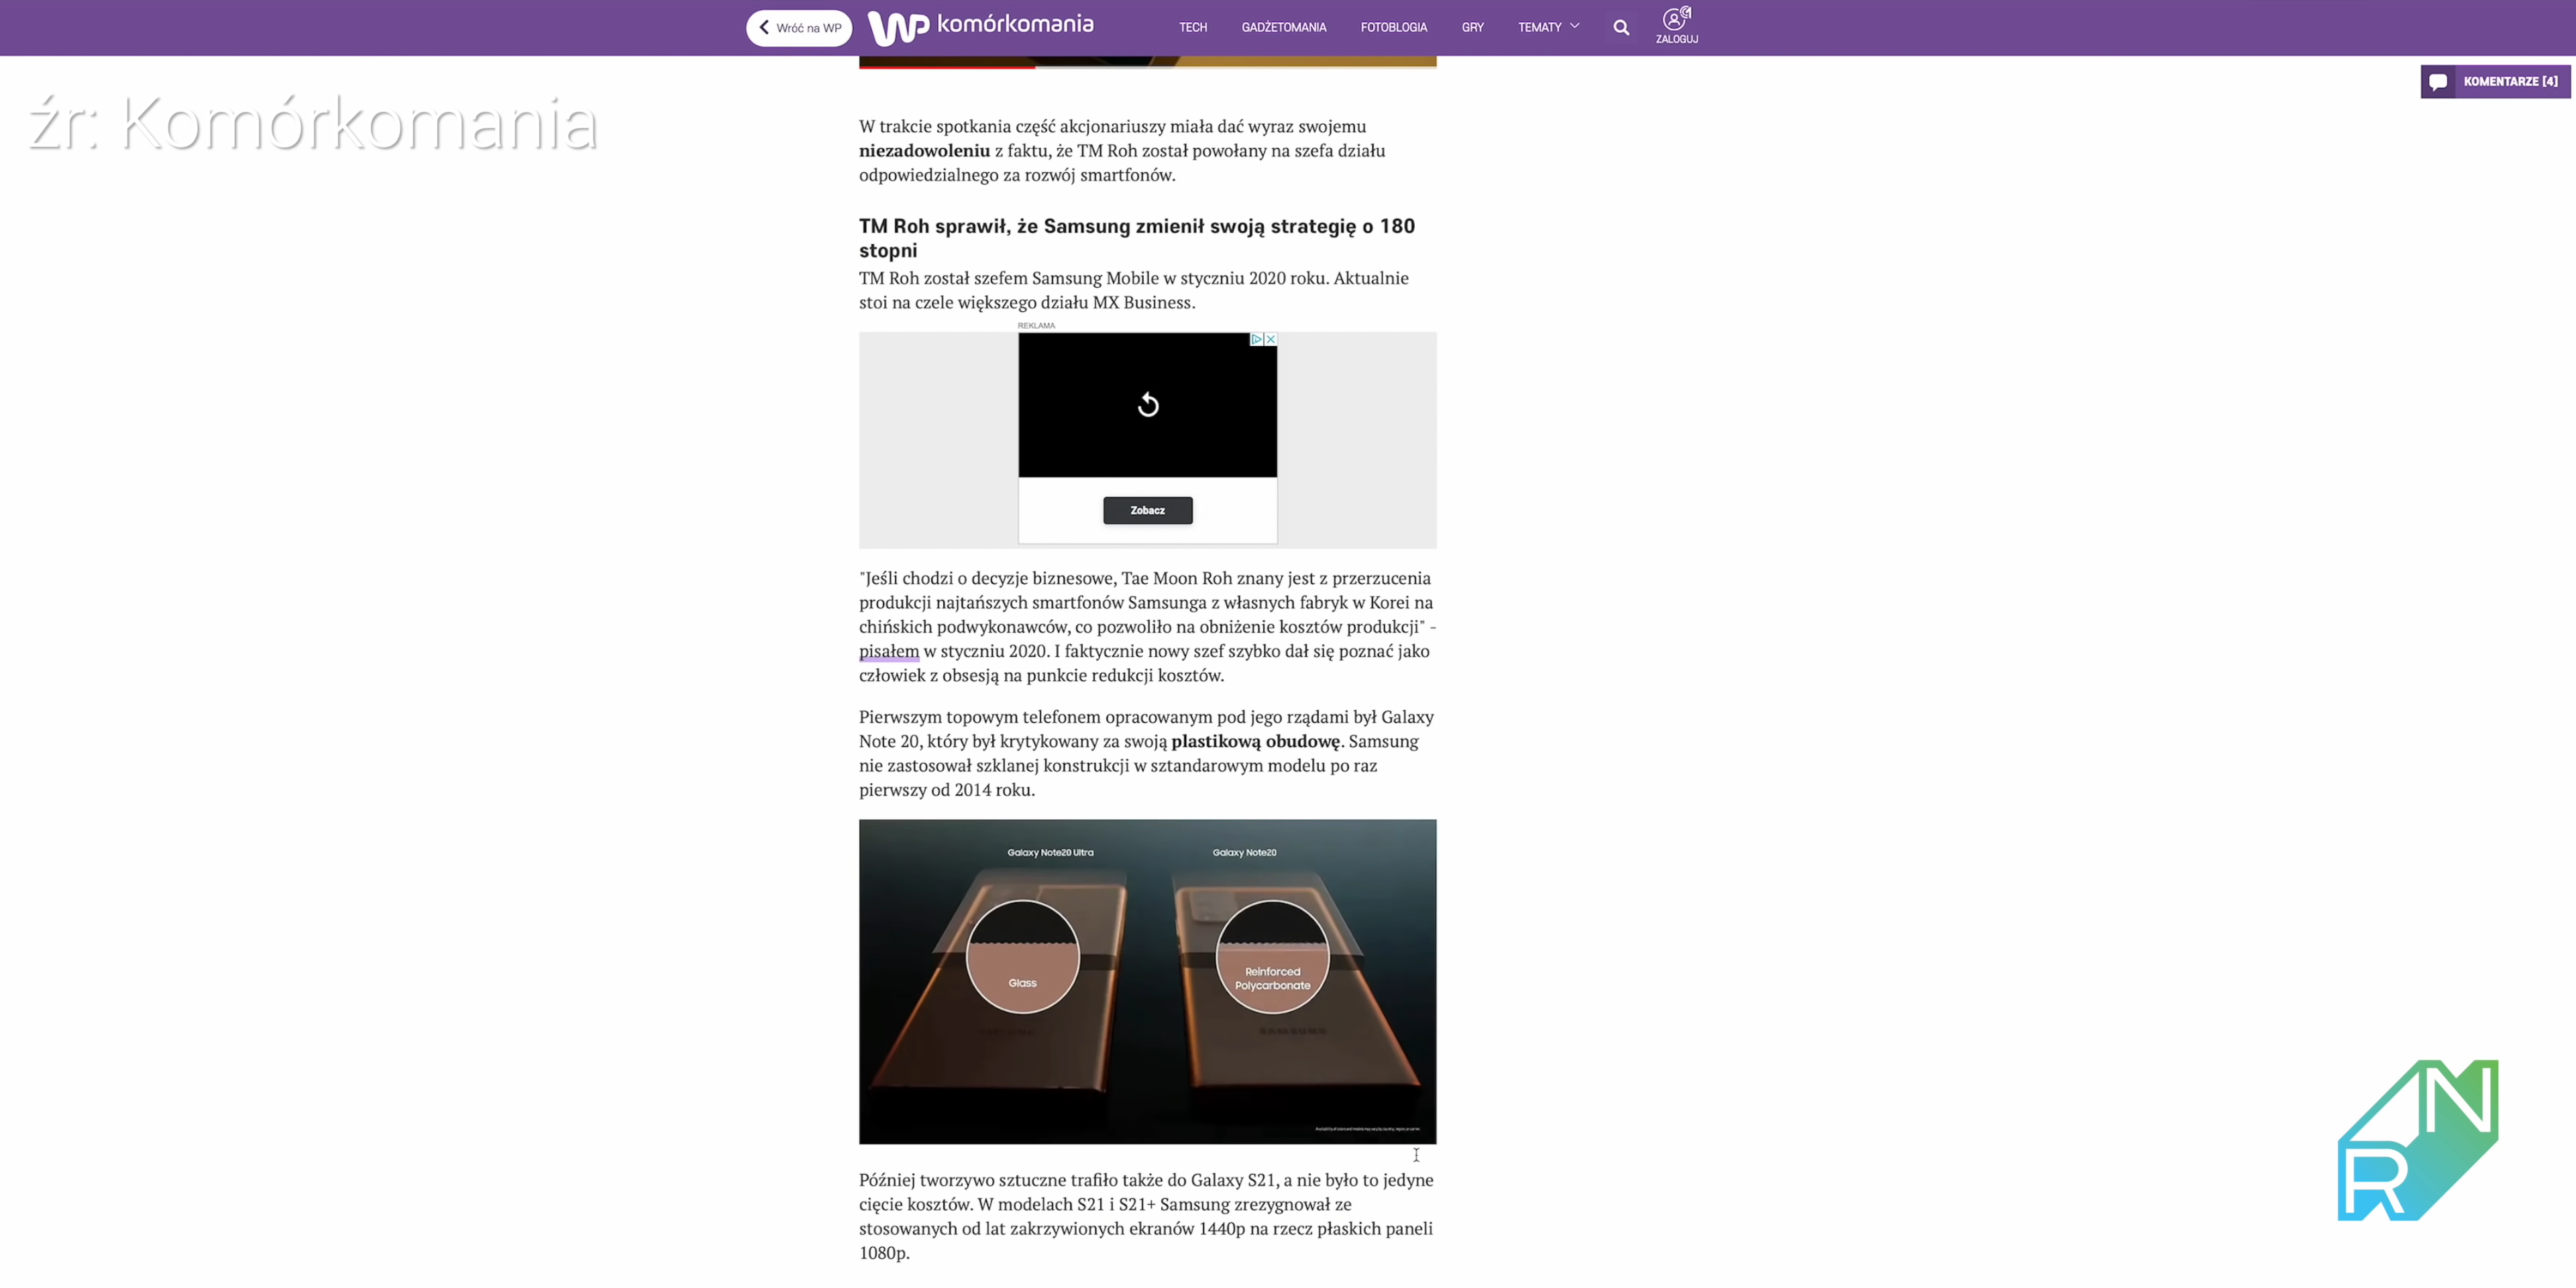 Wróć na WP
WP komórkomania
TECH
GADŻETOMANIA
FOTOBLOGIA
GRY
TEMATY
ZALOGUJ
KOMENTARZE [4]
źr: Komórkomania
W trakcie spotkania część akcjonariuszy miała dać wyraz swojemu
niezadowoleniu z faktu, że TM Roh został powołany na szefa działu
odpowiedzialnego za rozwój smartfonów.
TM Roh sprawił, że Samsung zmienił swoją strategię o 180
stopni
TM Roh został szefem Samsung Mobile w styczniu 2020 roku. Aktualnie
stoi na czele większego działu MX Business.
REKLAMA
Zobacz
"Jeśli chodzi o decyzje biznesowe, Tae Moon Roh znany jest z przerzucenia
produkcji najtańszych smartfonów Samsunga z własnych fabryk w Korei na
chińskich podwykonawców, co pozwoliło na obniżenie kosztów produkcji" -
pisałem w styczniu 2020. I faktycznie nowy szef szybko dał się poznać jako
człowiek z obsesją na punkcie redukcji kosztów.
Pierwszym topowym telefonem opracowanym pod jego rządami był Galaxy
Note 20, który był krytykowany za swoją plastikową obudowę. Samsung
nie zastosował szklanej konstrukcji w sztandarowym modelu po raz
pierwszy od 2014 roku.
Galaxy Note20 Ultra
Galaxy Note20
Glass
Reinforced
Polycarbonate
SAMSUNG
Później tworzywo sztuczne trafiło także do Galaxy S21, a nie było to jedyne
cięcie kosztów. W modelach S21 i S21+ Samsung zrezygnował ze
stosowanych od lat zakrzywionych ekranów 1440p na rzecz płaskich paneli
1080p.
RN